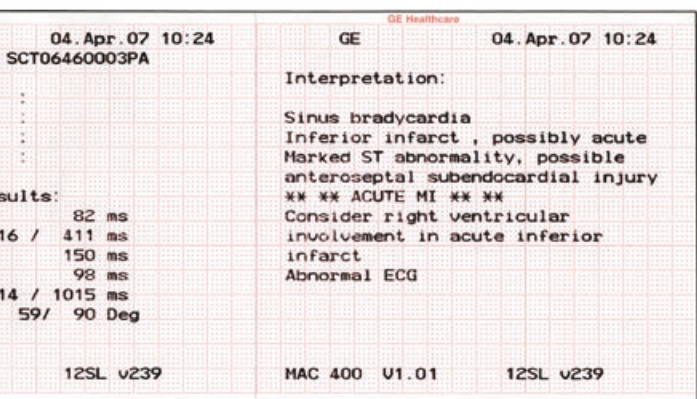 GE Healthcare
04.Apr.07 10:24
SCT06460003PA
:
:
:
:
sults:
82 ms
16 / 411 ms
150 ms
98 ms
14 / 1015 ms
59/ 90 Deg
12SL v239
GE 04.Apr.07 10:24
Interpretation:
Sinus bradycardia
Inferior infarct , possibly acute
Marked ST abnormality, possible
anteroseptal subendocardial injury
** ** ACUTE MI ** **
Consider right ventricular
involvement in acute inferior
infarct
Abnormal ECG
MAC 400 V1.01 12SL v239